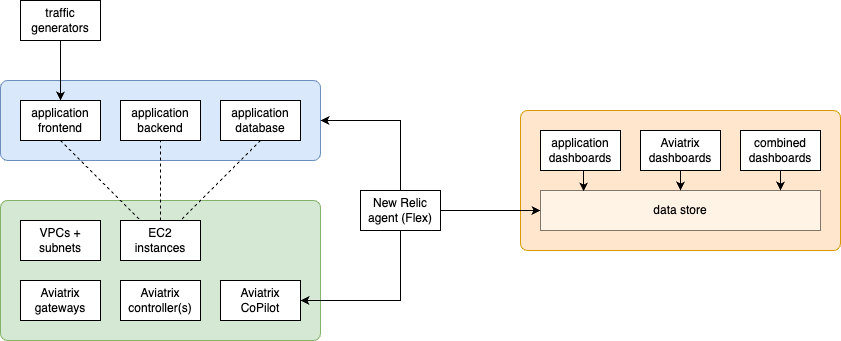 traffic
generators
application
frontend
application
backend
application
database
VPCs +
subnets
EC2
instances
Aviatrix
gateways
Aviatrix
controller(s)
Aviatrix
CoPilot
New Relic
agent (Flex)
application
dashboards
Aviatrix
dashboards
combined
dashboards
data store